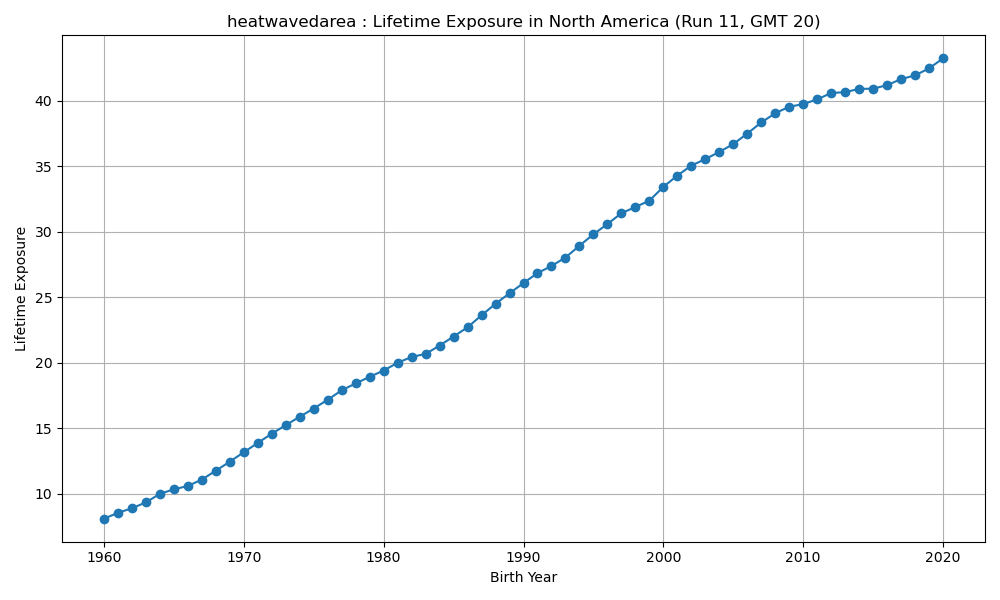 heatwavedarea : Lifetime Exposure in North America (Run 11, GMT 20)
Lifetime Exposure
40
35
30
25
20
15
10
1960 1970 1980 1990 2000 2010 2020
Birth Year